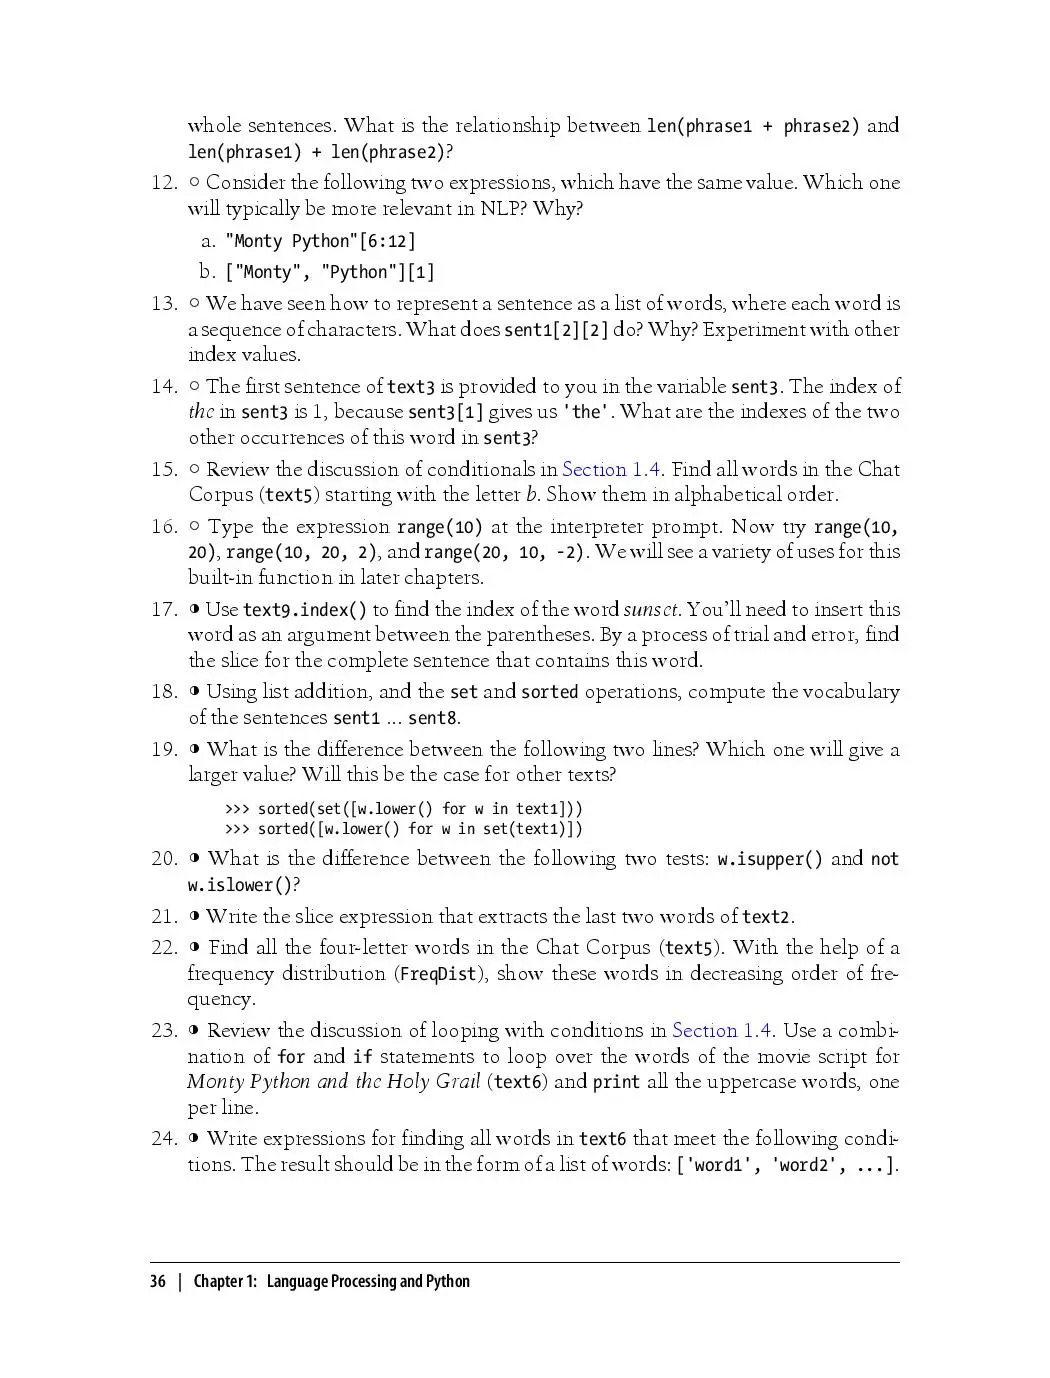 whole sentences. What is the relationship between len(phrase1 + phrase2) and
len(phrase1) + len(phrase2)?
12. ○ Consider the following two expressions, which have the same value. Which one
will typically be more relevant in NLP? Why?
a. "Monty Python"[6:12]
b. ["Monty", "Python"][1]
13. ○ We have seen how to represent a sentence as a list of words, where each word is
a sequence of characters. What does sent1[2][2] do? Why? Experiment with other
index values.
14. ○ The first sentence of text3 is provided to you in the variable sent3. The index of
the in sent3 is 1, because sent3[1] gives us 'the'. What are the indexes of the two
other occurrences of this word in sent3?
15. ○ Review the discussion of conditionals in Section 1.4. Find all words in the Chat
Corpus (text5) starting with the letter b. Show them in alphabetical order.
16. ○ Type the expression range(10) at the interpreter prompt. Now try range(10,
20), range(10, 20, 2), and range(20, 10, -2). We will see a variety of uses for this
built-in function in later chapters.
17. ◑ Use text9.index() to find the index of the word sunset. You'll need to insert this
word as an argument between the parentheses. By a process of trial and error, find
the slice for the complete sentence that contains this word.
18. ◑ Using list addition, and the set and sorted operations, compute the vocabulary
of the sentences sent1 ... sent8.
19. ◑ What is the difference between the following two lines? Which one will give a
larger value? Will this be the case for other texts?
>>> sorted(set([w.lower() for w in text1]))
>>> sorted([w.lower() for w in set(text1)])
20. ◑ What is the difference between the following two tests: w.isupper() and not
w.islower()?
21. ◑ Write the slice expression that extracts the last two words of text2.
22. ◑ Find all the four-letter words in the Chat Corpus (text5). With the help of a
frequency distribution (FreqDist), show these words in decreasing order of fre-
quency.
23. ◑ Review the discussion of looping with conditions in Section 1.4. Use a combi-
nation of for and if statements to loop over the words of the movie script for
Monty Python and the Holy Grail (text6) and print all the uppercase words, one
per line.
24. ◑ Write expressions for finding all words in text6 that meet the following condi-
tions. The result should be in the form of a list of words: ['word1', 'word2', ...].
36 | Chapter 1: Language Processing and Python